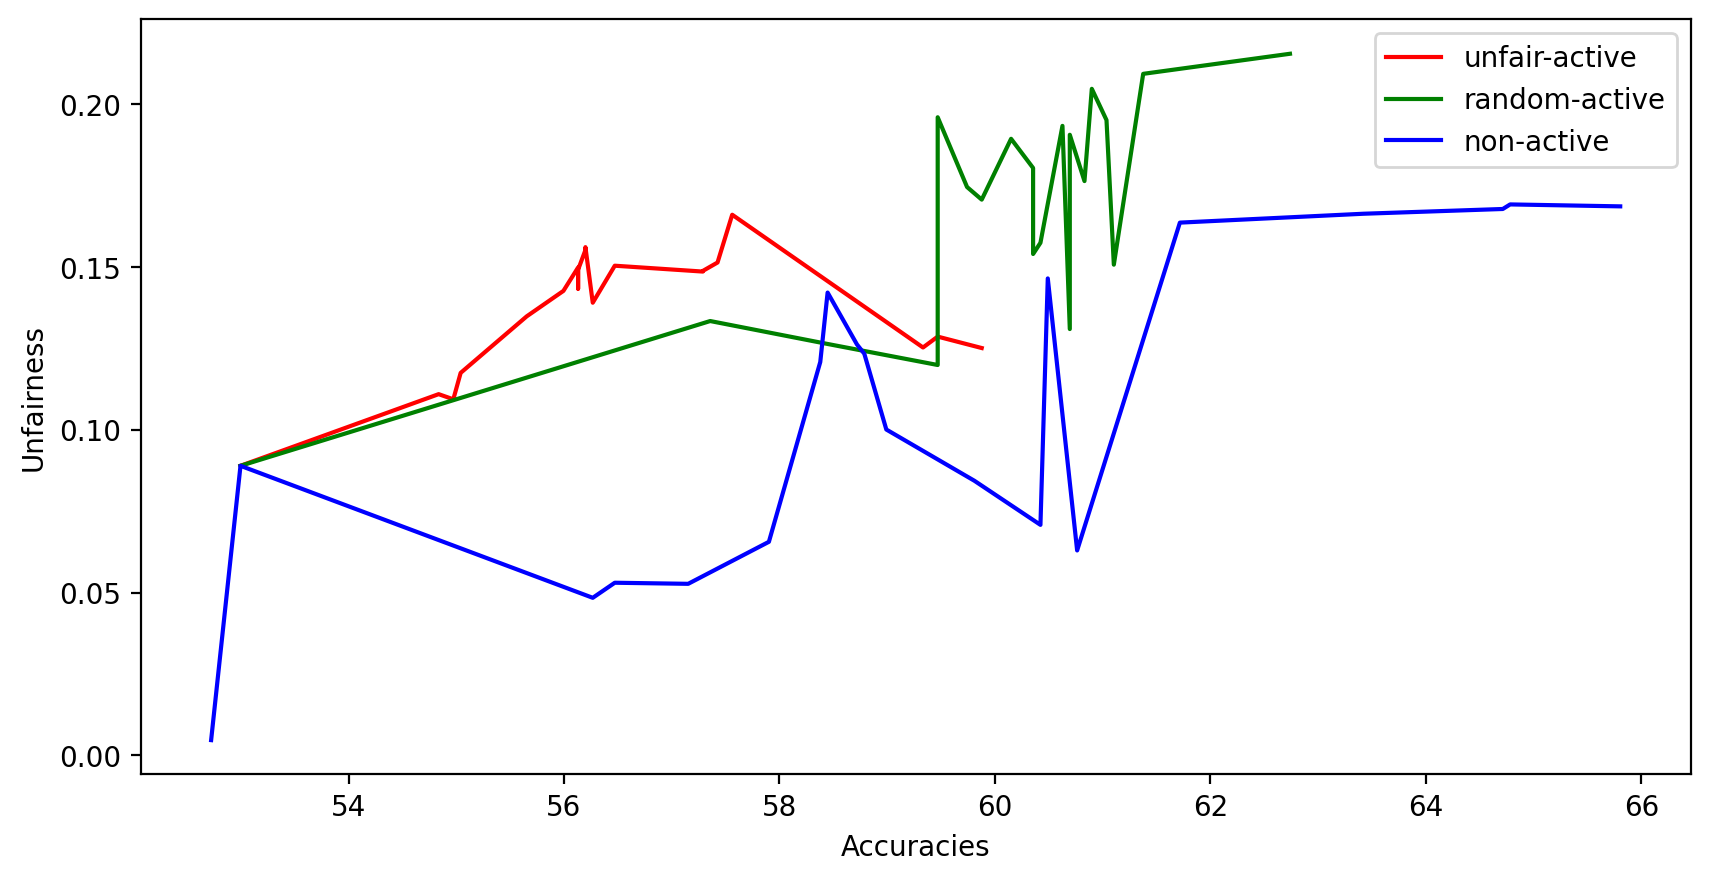 unfair-active
random-active
non-active
Unfairness
0.20
0.15
0.10
0.05
0.00
54 56 58 60 62 64 66
Accuracies